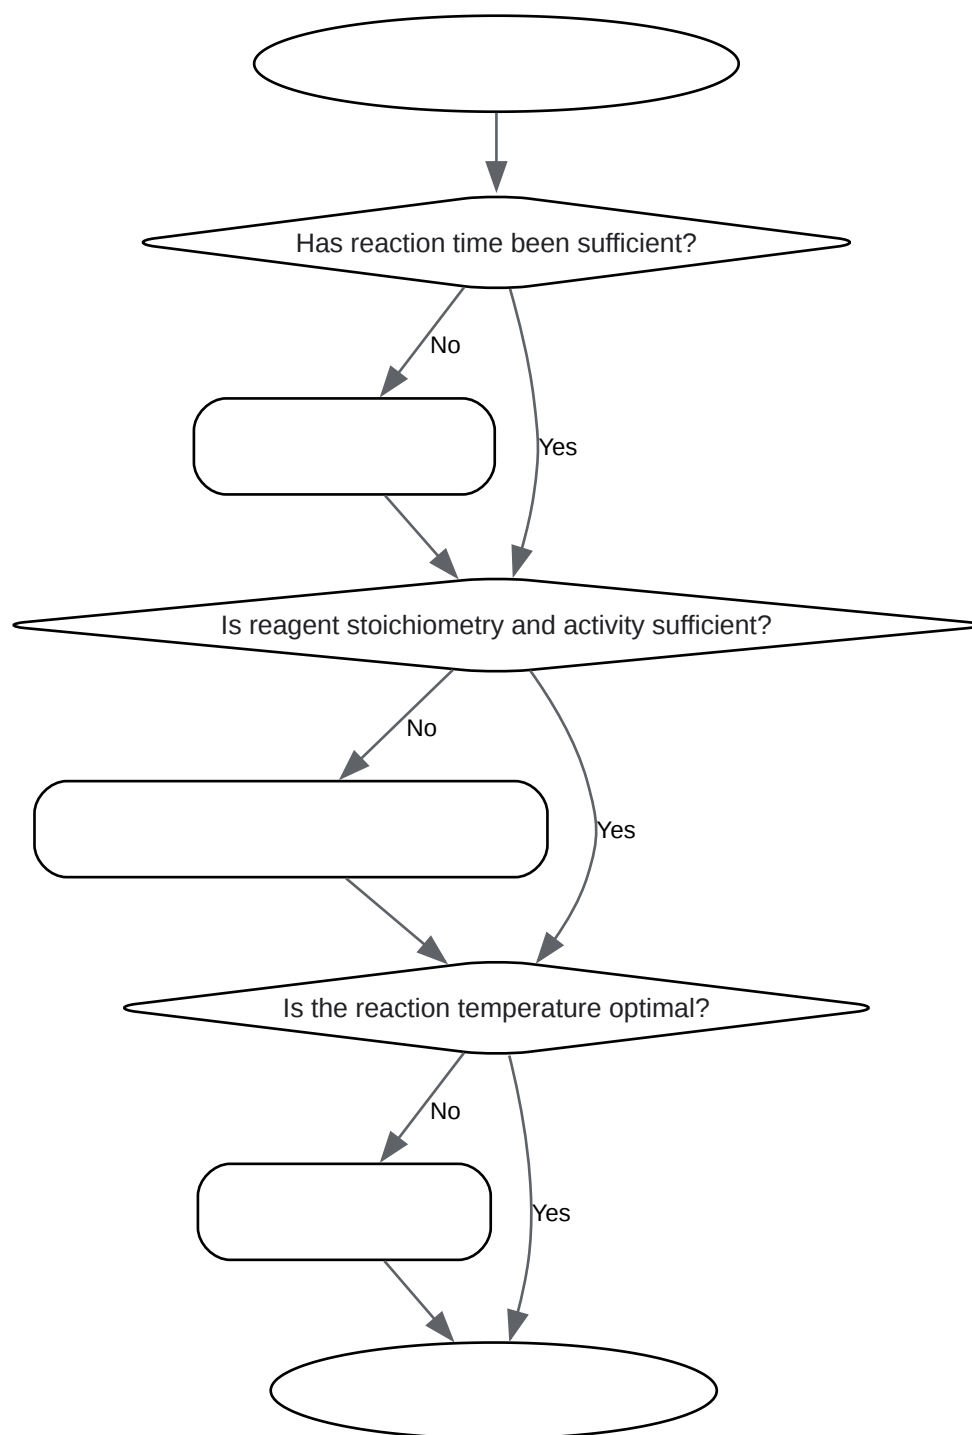 Has reaction time been sufficient?
No
Yes
Is reagent stoichiometry and activity sufficient?
No
Yes
Is the reaction temperature optimal?
No
Yes